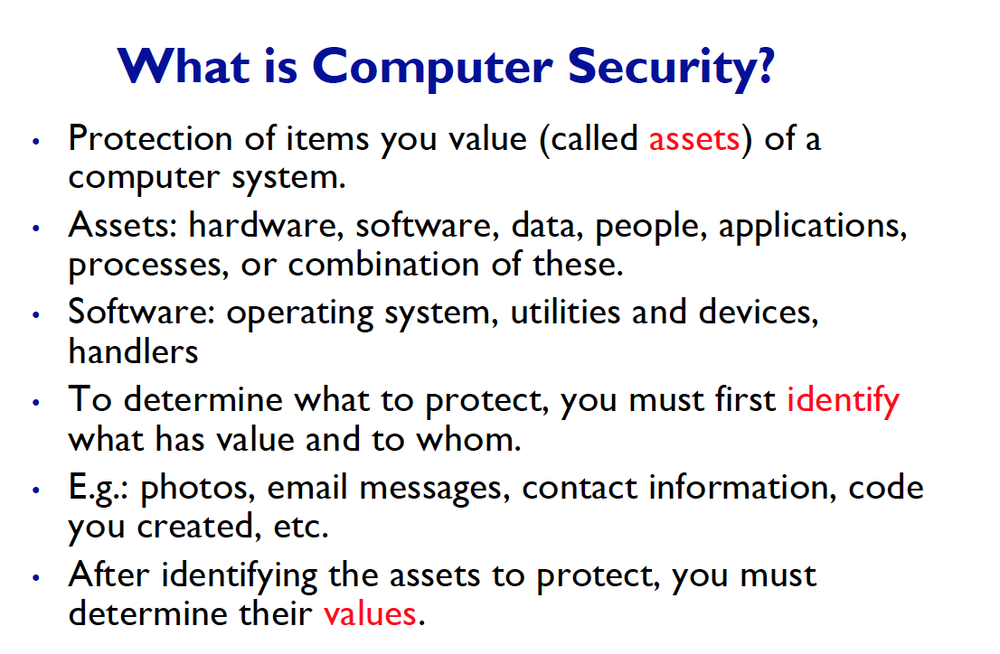 What is Computer Security?
• Protection of items you value (called assets) of a
computer system.
• Assets: hardware, software, data, people, applications,
processes, or combination of these.
• Software: operating system, utilities and devices,
handlers
• To determine what to protect, you must first identify
what has value and to whom.
• E.g.: photos, email messages, contact information, code
you created, etc.
• After identifying the assets to protect, you must
determine their values.